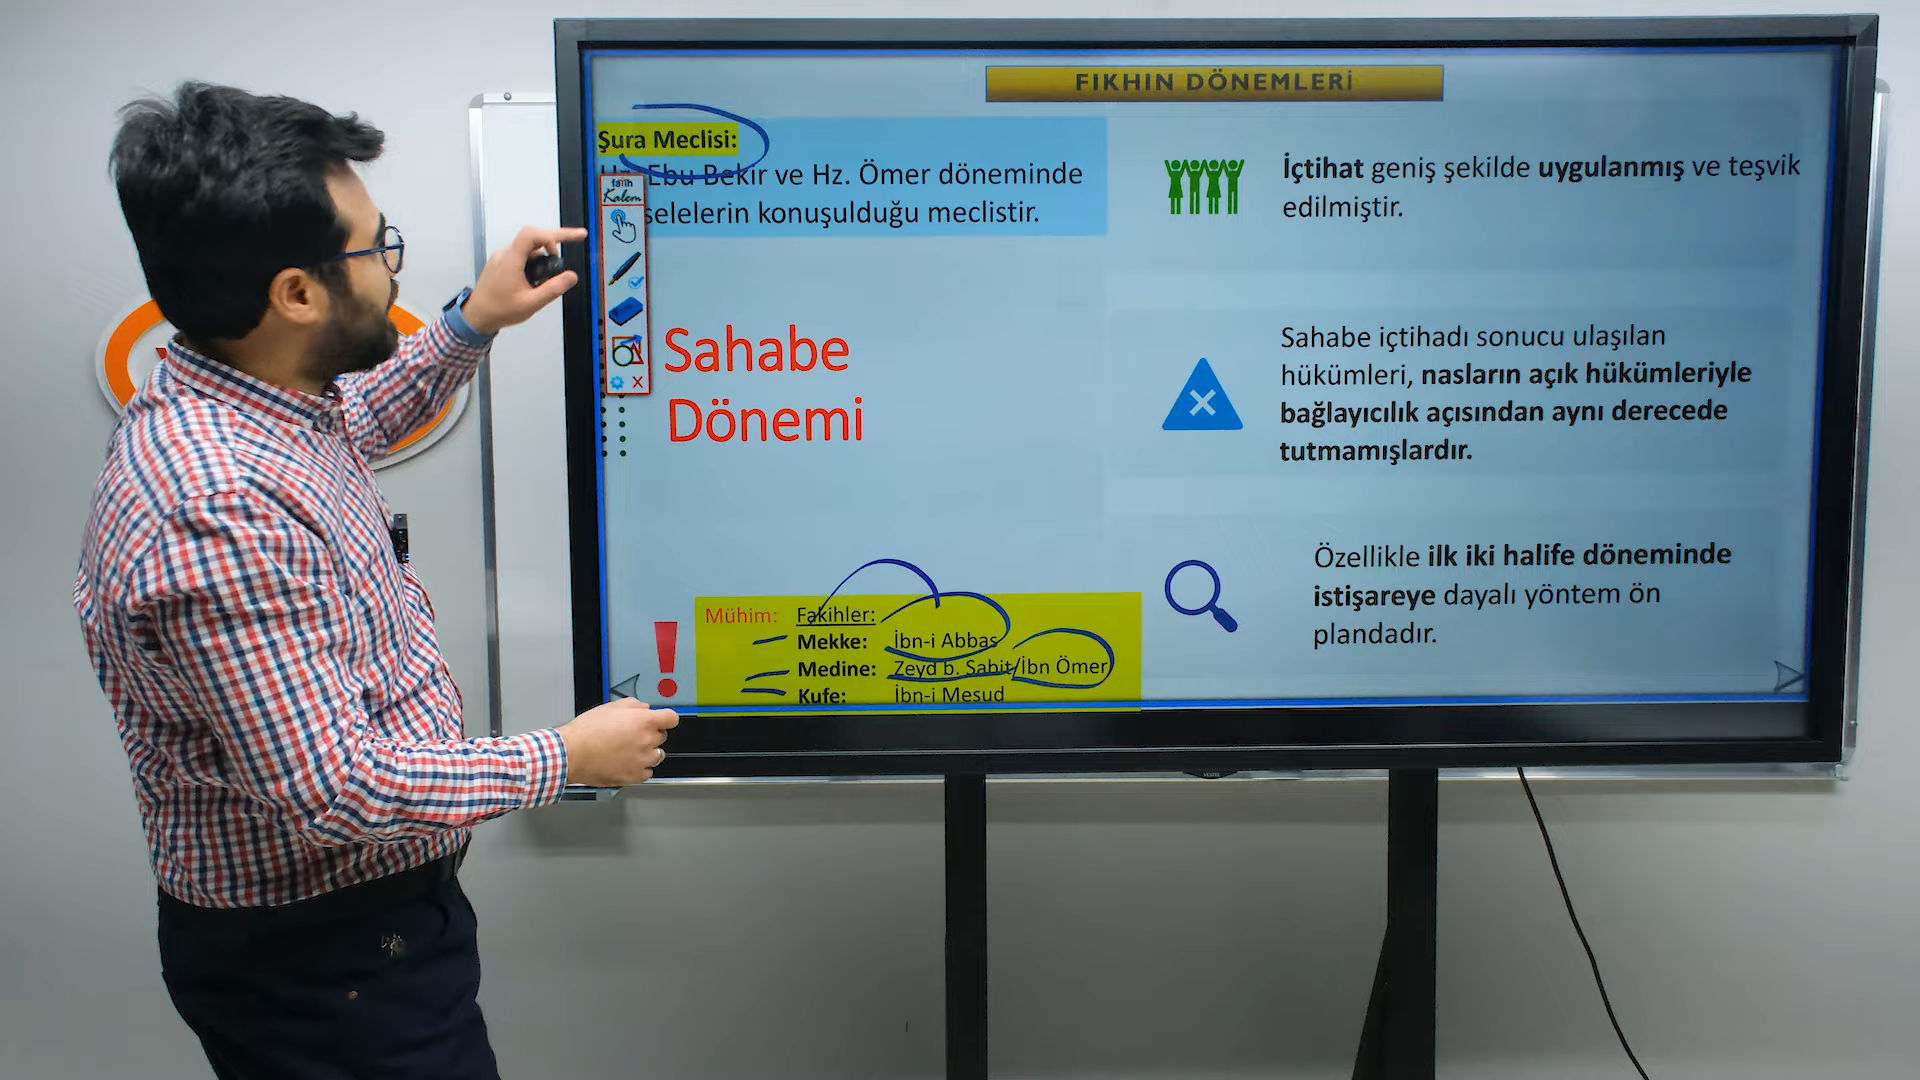 FIKHIN DÖNEMLERİ
Şura Meclisi:
Ebu Bekir ve Hz. Ömer döneminde
selelerin konuşulduğu meclistir.
fatih
Kalem
Sahabe
Dönemi
Mühim: Fakihler:
Mekke: İbn-i Abbas
Medine: Zeyd b. Sabit/İbn Ömer
Kufe: İbn-i Mesud
İçtihat geniş şekilde uygulanmış ve teşvik
edilmiştir.
Sahabe içtihadı sonucu ulaşılan
hükümleri, nasların açık hükümleriyle
bağlayıcılık açısından aynı derecede
tutmamışlardır.
Özellikle ilk iki halife döneminde
istişareye dayalı yöntem ön
plandadır.